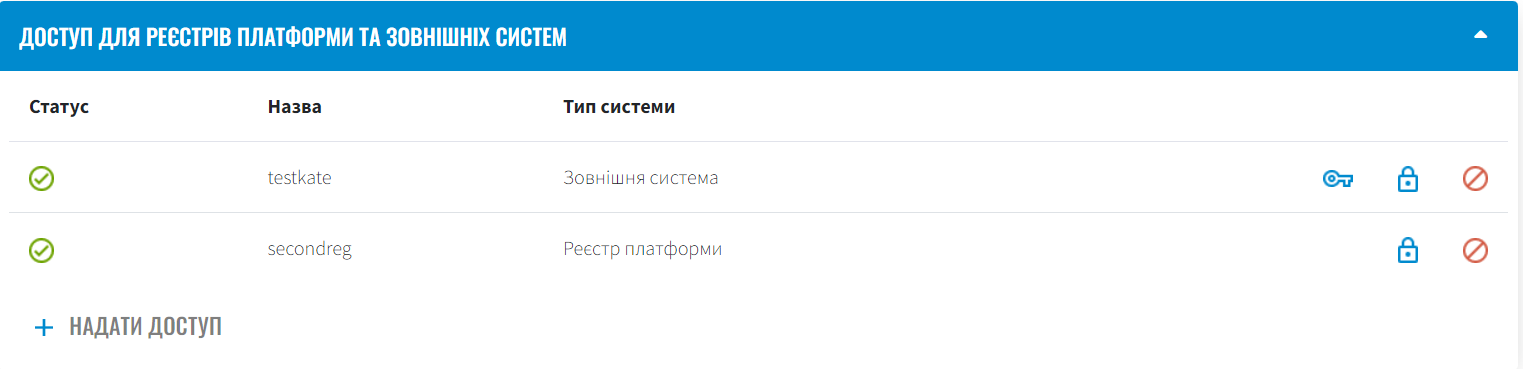 ДОСТУП ДЛЯ РЕЄСТРІВ ПЛАТФОРМИ ТА ЗОВНІШНІХ СИСТЕМ
Статус Назва Тип системи
testkate Зовнішня система
secondreg Реєстр платформи
НАДАТИ ДОСТУП